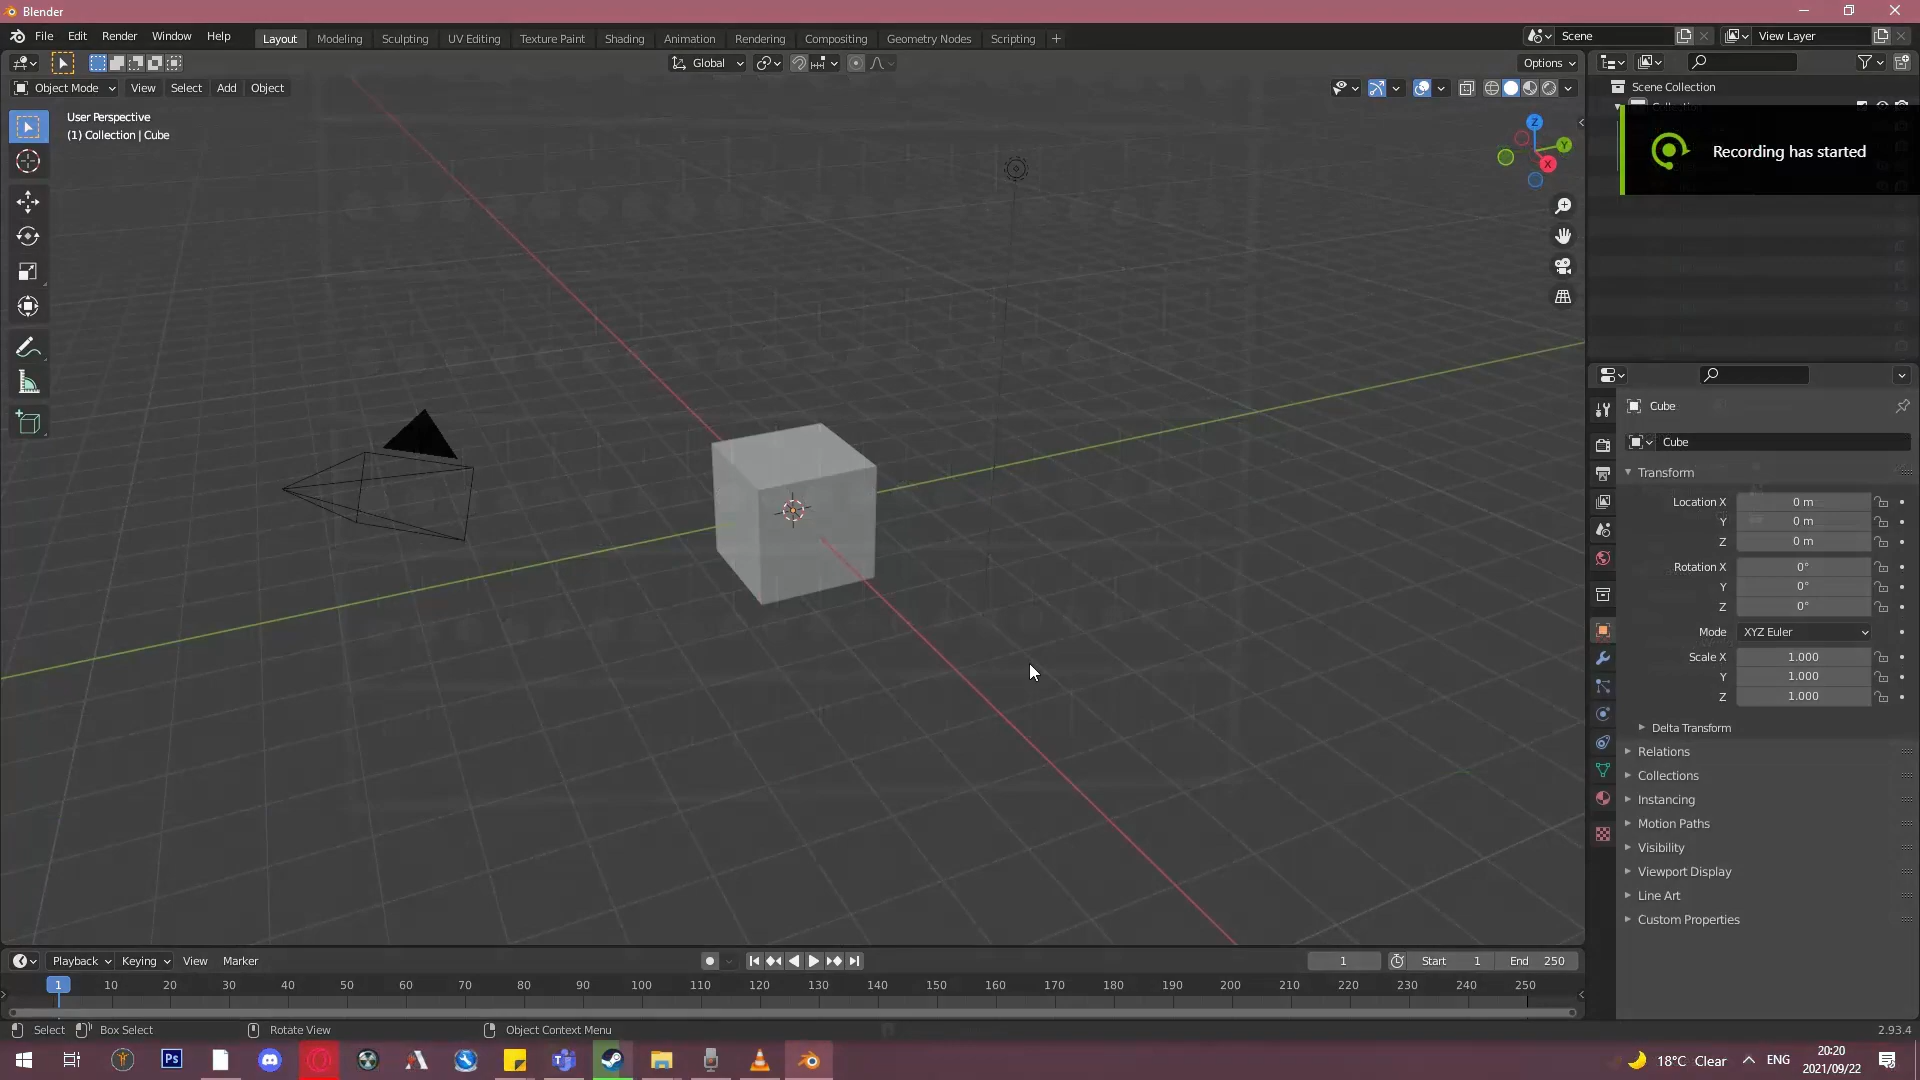 Blender
File Edit Render Window Help
Layout Modeling Sculpting UV Editing Texture Paint Shading Animation Rendering Compositing Geometry Nodes Scripting +
Scene
View Layer
Global
Options
Object Mode View Select Add Object
User Perspective
(1) Collection | Cube
Z
Y
X
Scene Collection
Recording has started
Cube
Cube
Transform
Location X 0 m
Y 0 m
Z 0 m
Rotation X 0°
Y 0°
Z 0°
Mode XYZ Euler
Scale X 1.000
Y 1.000
Z 1.000
Delta Transform
Relations
Collections
Instancing
Motion Paths
Visibility
Viewport Display
Line Art
Custom Properties
Playback Keying View Marker
1 Start 1 End 250
1 10 20 30 40 50 60 70 80 90 100 110 120 130 140 150 160 170 180 190 200 210 220 230 240 250
Select Box Select Rotate View Object Context Menu
2.93.4
Ps
18°C Clear ENG
20:20
2021/09/22